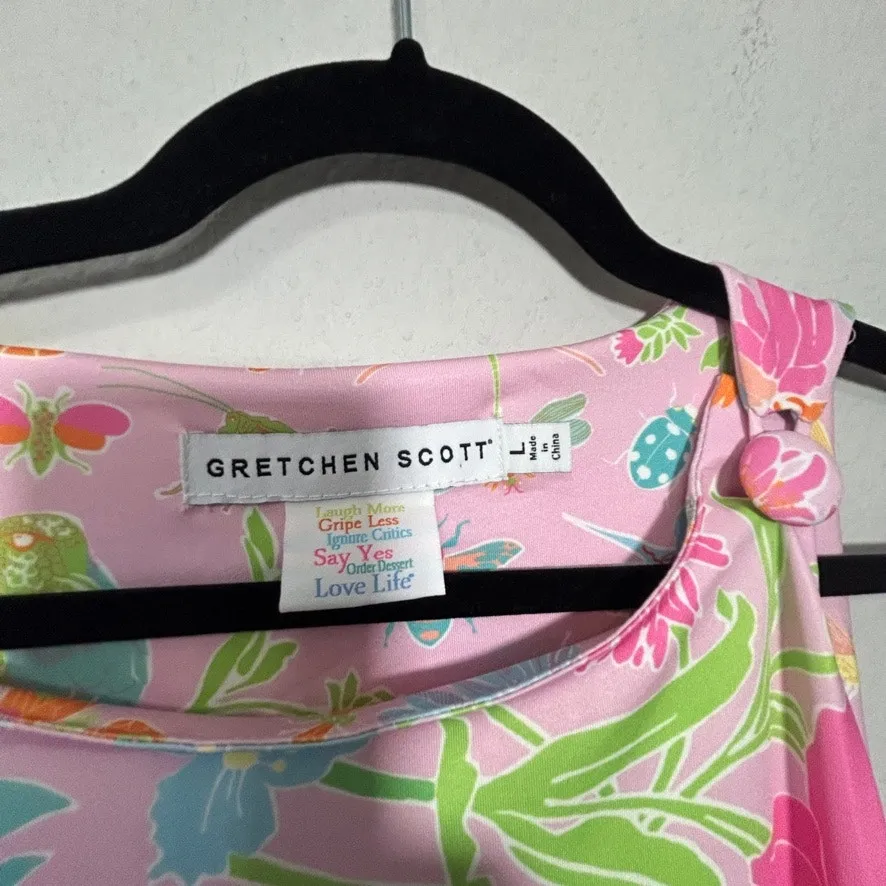 GRETCHEN SCOTT®
L
Made
in
China
Laugh More
Gripe Less
Ignore Critics
Say Yes
Order Dessert
Love Life®